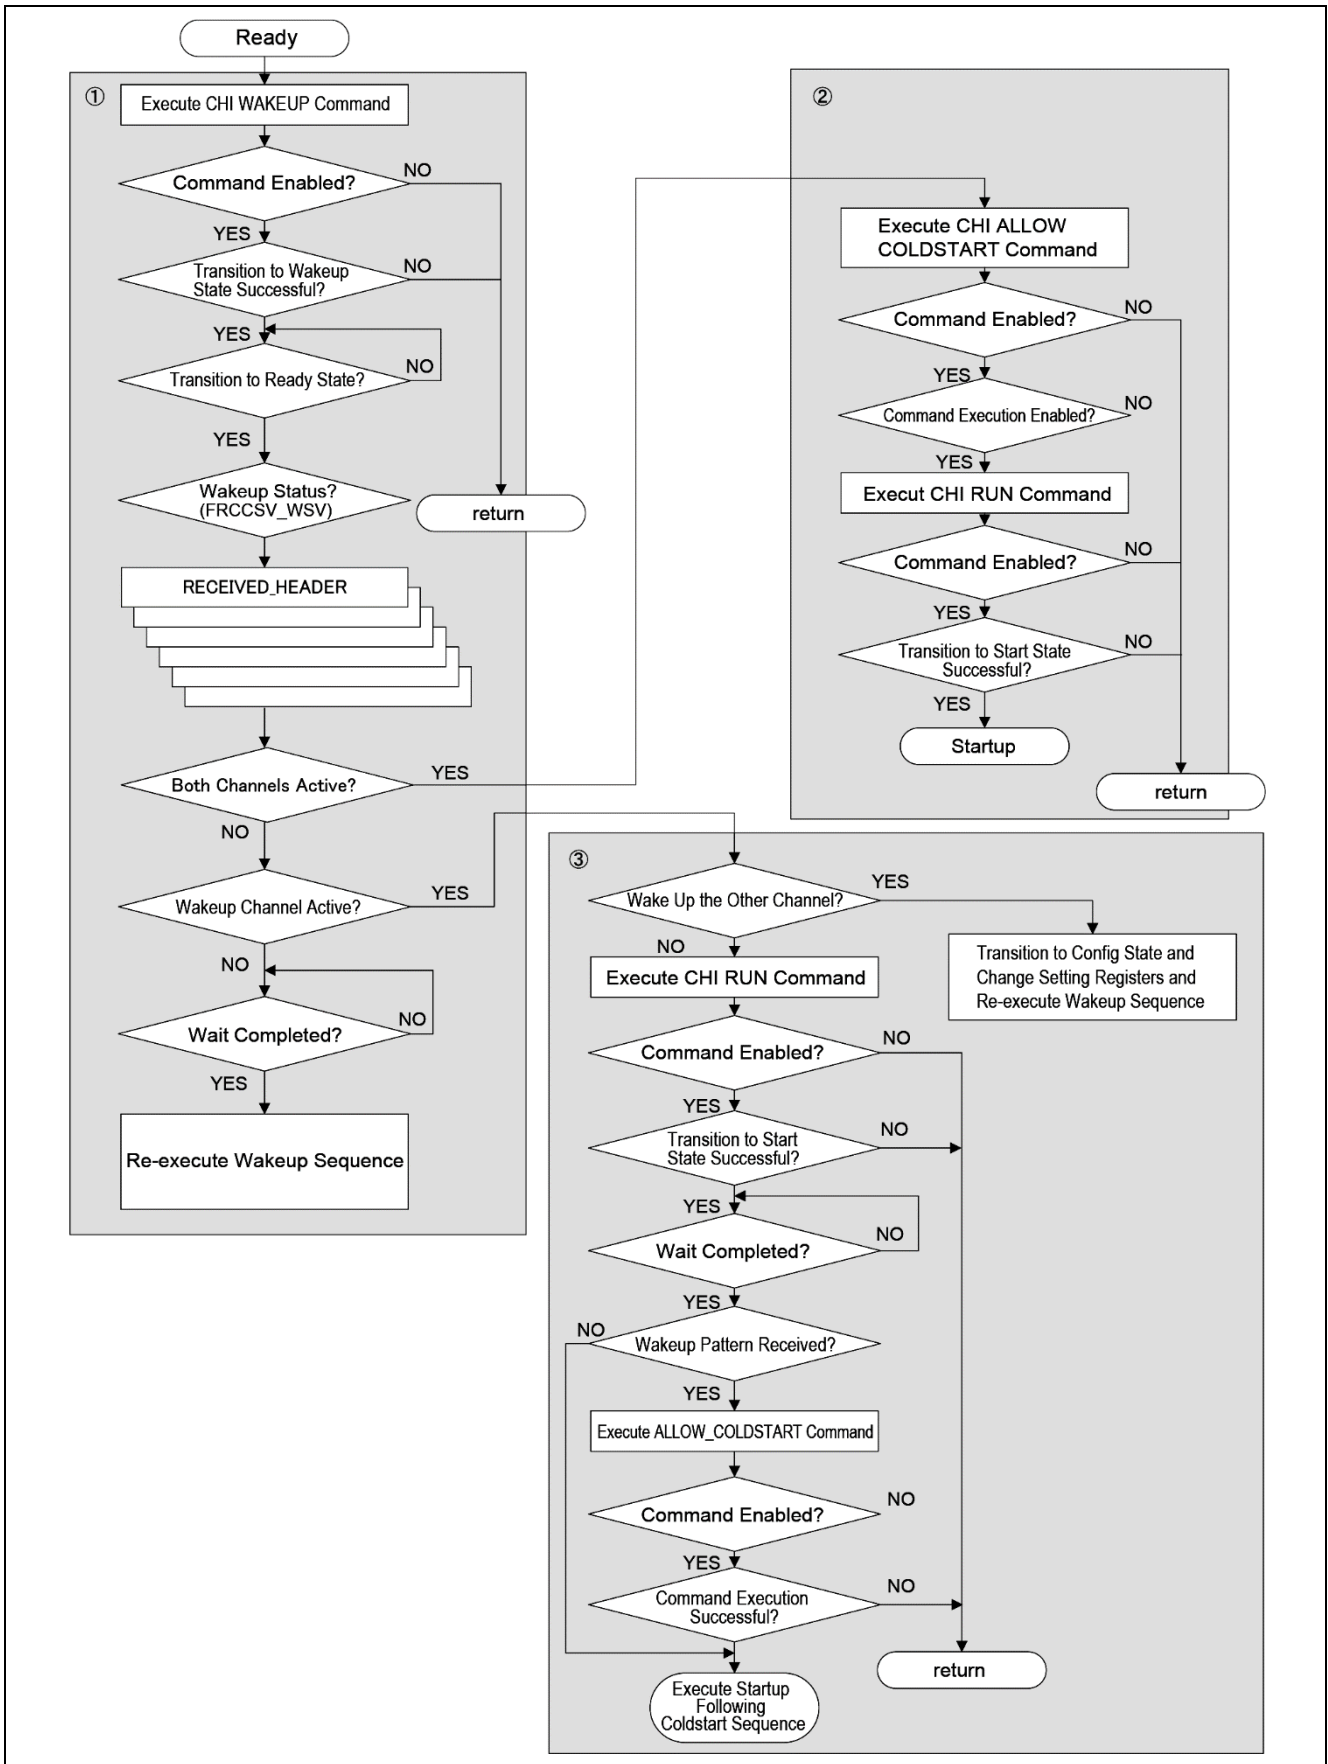 Ready
①
Execute CHI WAKEUP Command
Command Enabled?
NO
YES
Transition to Wakeup
State Successful?
NO
YES
Transition to Ready State?
NO
YES
Wakeup Status?
(FRCCSV_WSV)
return
RECEIVED_HEADER
Both Channels Active?
YES
NO
Wakeup Channel Active?
YES
NO
Wait Completed?
NO
YES
Re-execute Wakeup Sequence
②
Execute CHI ALLOW
COLDSTART Command
Command Enabled?
NO
YES
Command Execution Enabled?
NO
YES
Execut CHI RUN Command
Command Enabled?
NO
YES
Transition to Start State
Successful?
NO
YES
Startup
return
③
Wake Up the Other Channel?
YES
Transition to Config State and
Change Setting Registers and
Re-execute Wakeup Sequence
NO
Execute CHI RUN Command
Command Enabled?
NO
YES
Transition to Start
State Successful?
NO
YES
Wait Completed?
NO
YES
Wakeup Pattern Received?
NO
YES
Execute ALLOW_COLDSTART Command
Command Enabled?
NO
YES
Command Execution
Successful?
NO
return
Execute Startup
Following
Coldstart Sequence